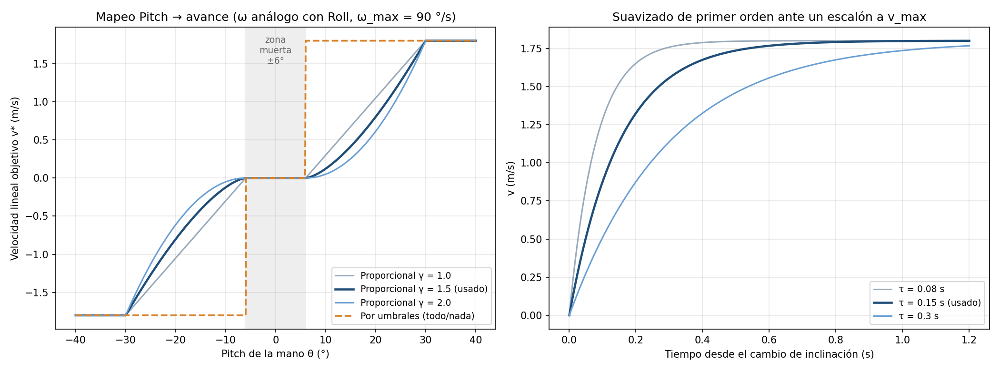 Mapeo Pitch → avance (ω análogo con Roll, ω_max = 90 °/s)
zona
muerta
±6°
1.5
1.0
0.5
0.0
−0.5
−1.0
−1.5
Velocidad lineal objetivo v* (m/s)
Proporcional γ = 1.0
Proporcional γ = 1.5 (usado)
Proporcional γ = 2.0
Por umbrales (todo/nada)
−40 −30 −20 −10 0 10 20 30 40
Pitch de la mano θ (°)
Suavizado de primer orden ante un escalón a v_max
1.75
1.50
1.25
1.00
0.75
0.50
0.25
0.00
v (m/s)
τ = 0.08 s
τ = 0.15 s (usado)
τ = 0.3 s
0.0 0.2 0.4 0.6 0.8 1.0 1.2
Tiempo desde el cambio de inclinación (s)